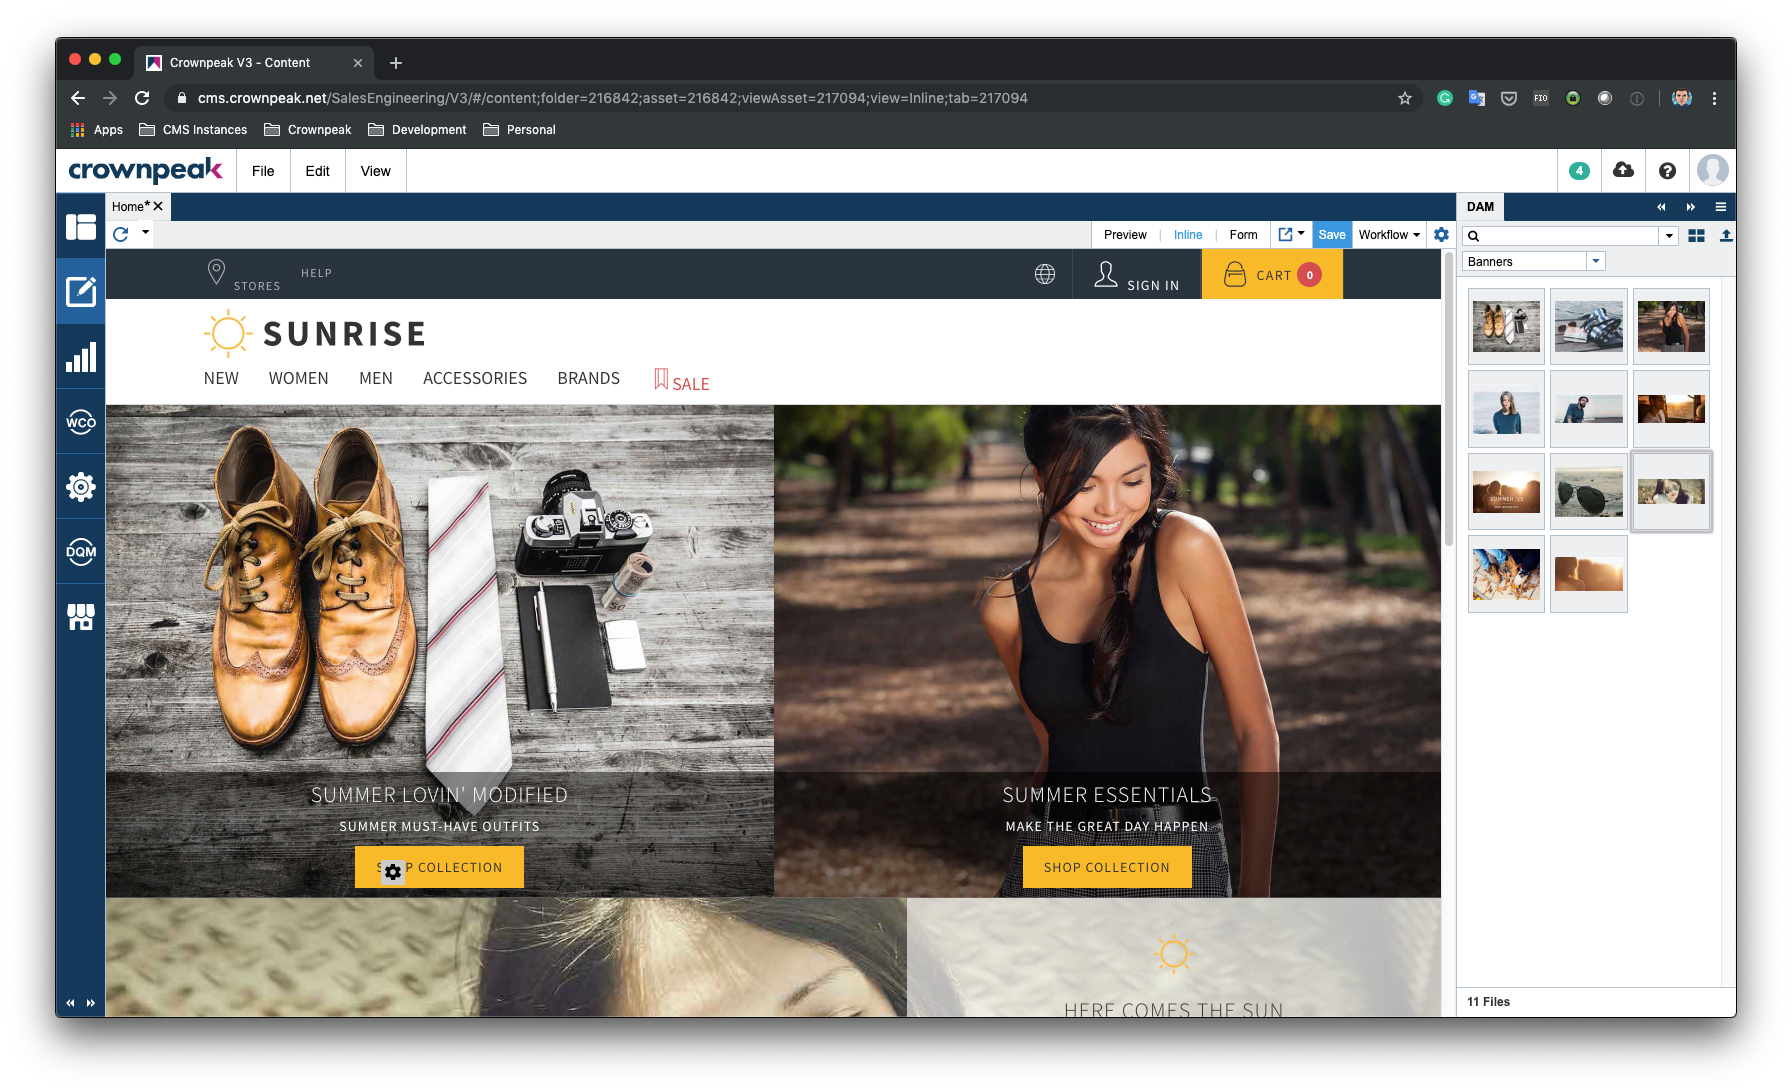 Crownpeak V3 - Content
cms.crownpeak.net/SalesEngineering/V3/#/content;folder=216842;asset=216842;viewAsset=217094;view=Inline;tab=217094
FIO
Apps CMS Instances Crownpeak Development Personal
crownpeak File Edit View 4 ?
Home* DAM
Preview | Inline | Form Save Workflow
Banners
STORES HELP SIGN IN CART 0
SUNRISE
NEW WOMEN MEN ACCESSORIES BRANDS SALE
WCO
DQM
SUMMER '15
SUMMER LOVIN' MODIFIED
SUMMER MUST-HAVE OUTFITS
S P COLLECTION
SUMMER ESSENTIALS
MAKE THE GREAT DAY HAPPEN
SHOP COLLECTION
HERE COMES THE SUN
11 Files